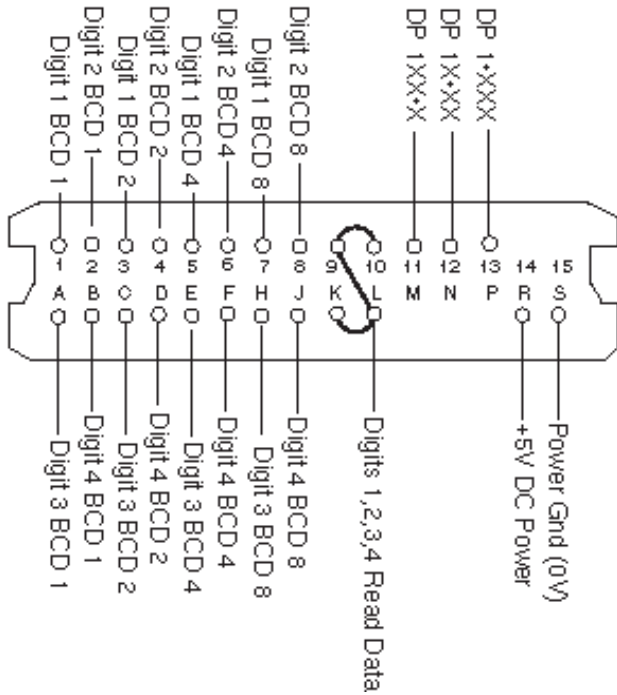 Digit 1 BCD 1
Digit 2 BCD 1
Digit 1 BCD 2
Digit 2 BCD 2
Digit 1 BCD 4
Digit 2 BCD 4
Digit 1 BCD 8
Digit 2 BCD 8
DP 1XX•X
DP 1X•XX
DP 1•XXX
1 2 3 4 5 6 7 8 9 10 11 12 13 14 15
A B C D E F H J K L M N P R S
Digit 3 BCD 1
Digit 4 BCD 1
Digit 3 BCD 2
Digit 4 BCD 2
Digit 3 BCD 4
Digit 4 BCD 4
Digit 3 BCD 8
Digit 4 BCD 8
Digits 1,2,3,4 Read Data
+5V DC Power
Power Gnd (0V)